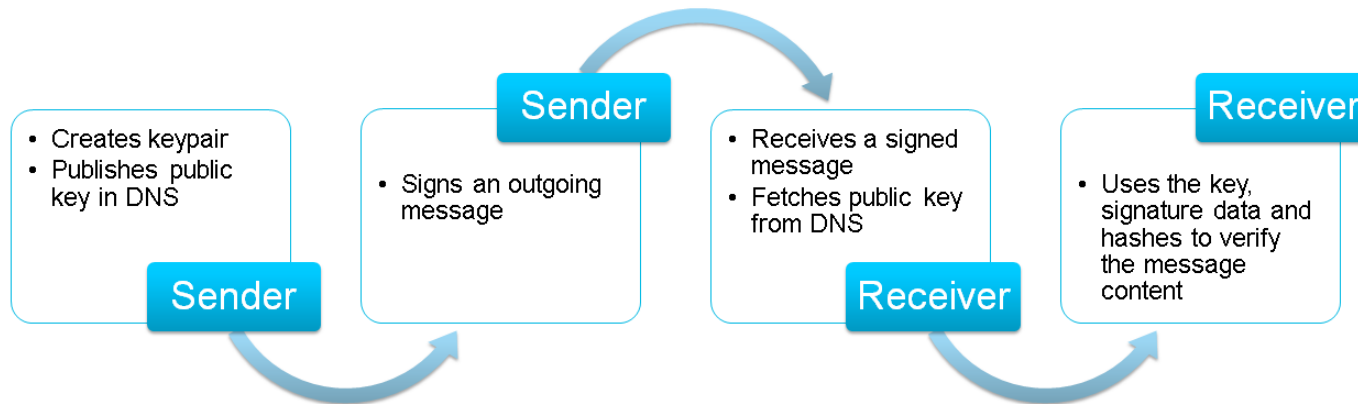 • Creates keypair
• Publishes public
key in DNS
Sender
Sender
• Signs an outgoing
message
• Receives a signed
message
• Fetches public key
from DNS
Receiver
Receiver
• Uses the key,
signature data and
hashes to verify
the message
content